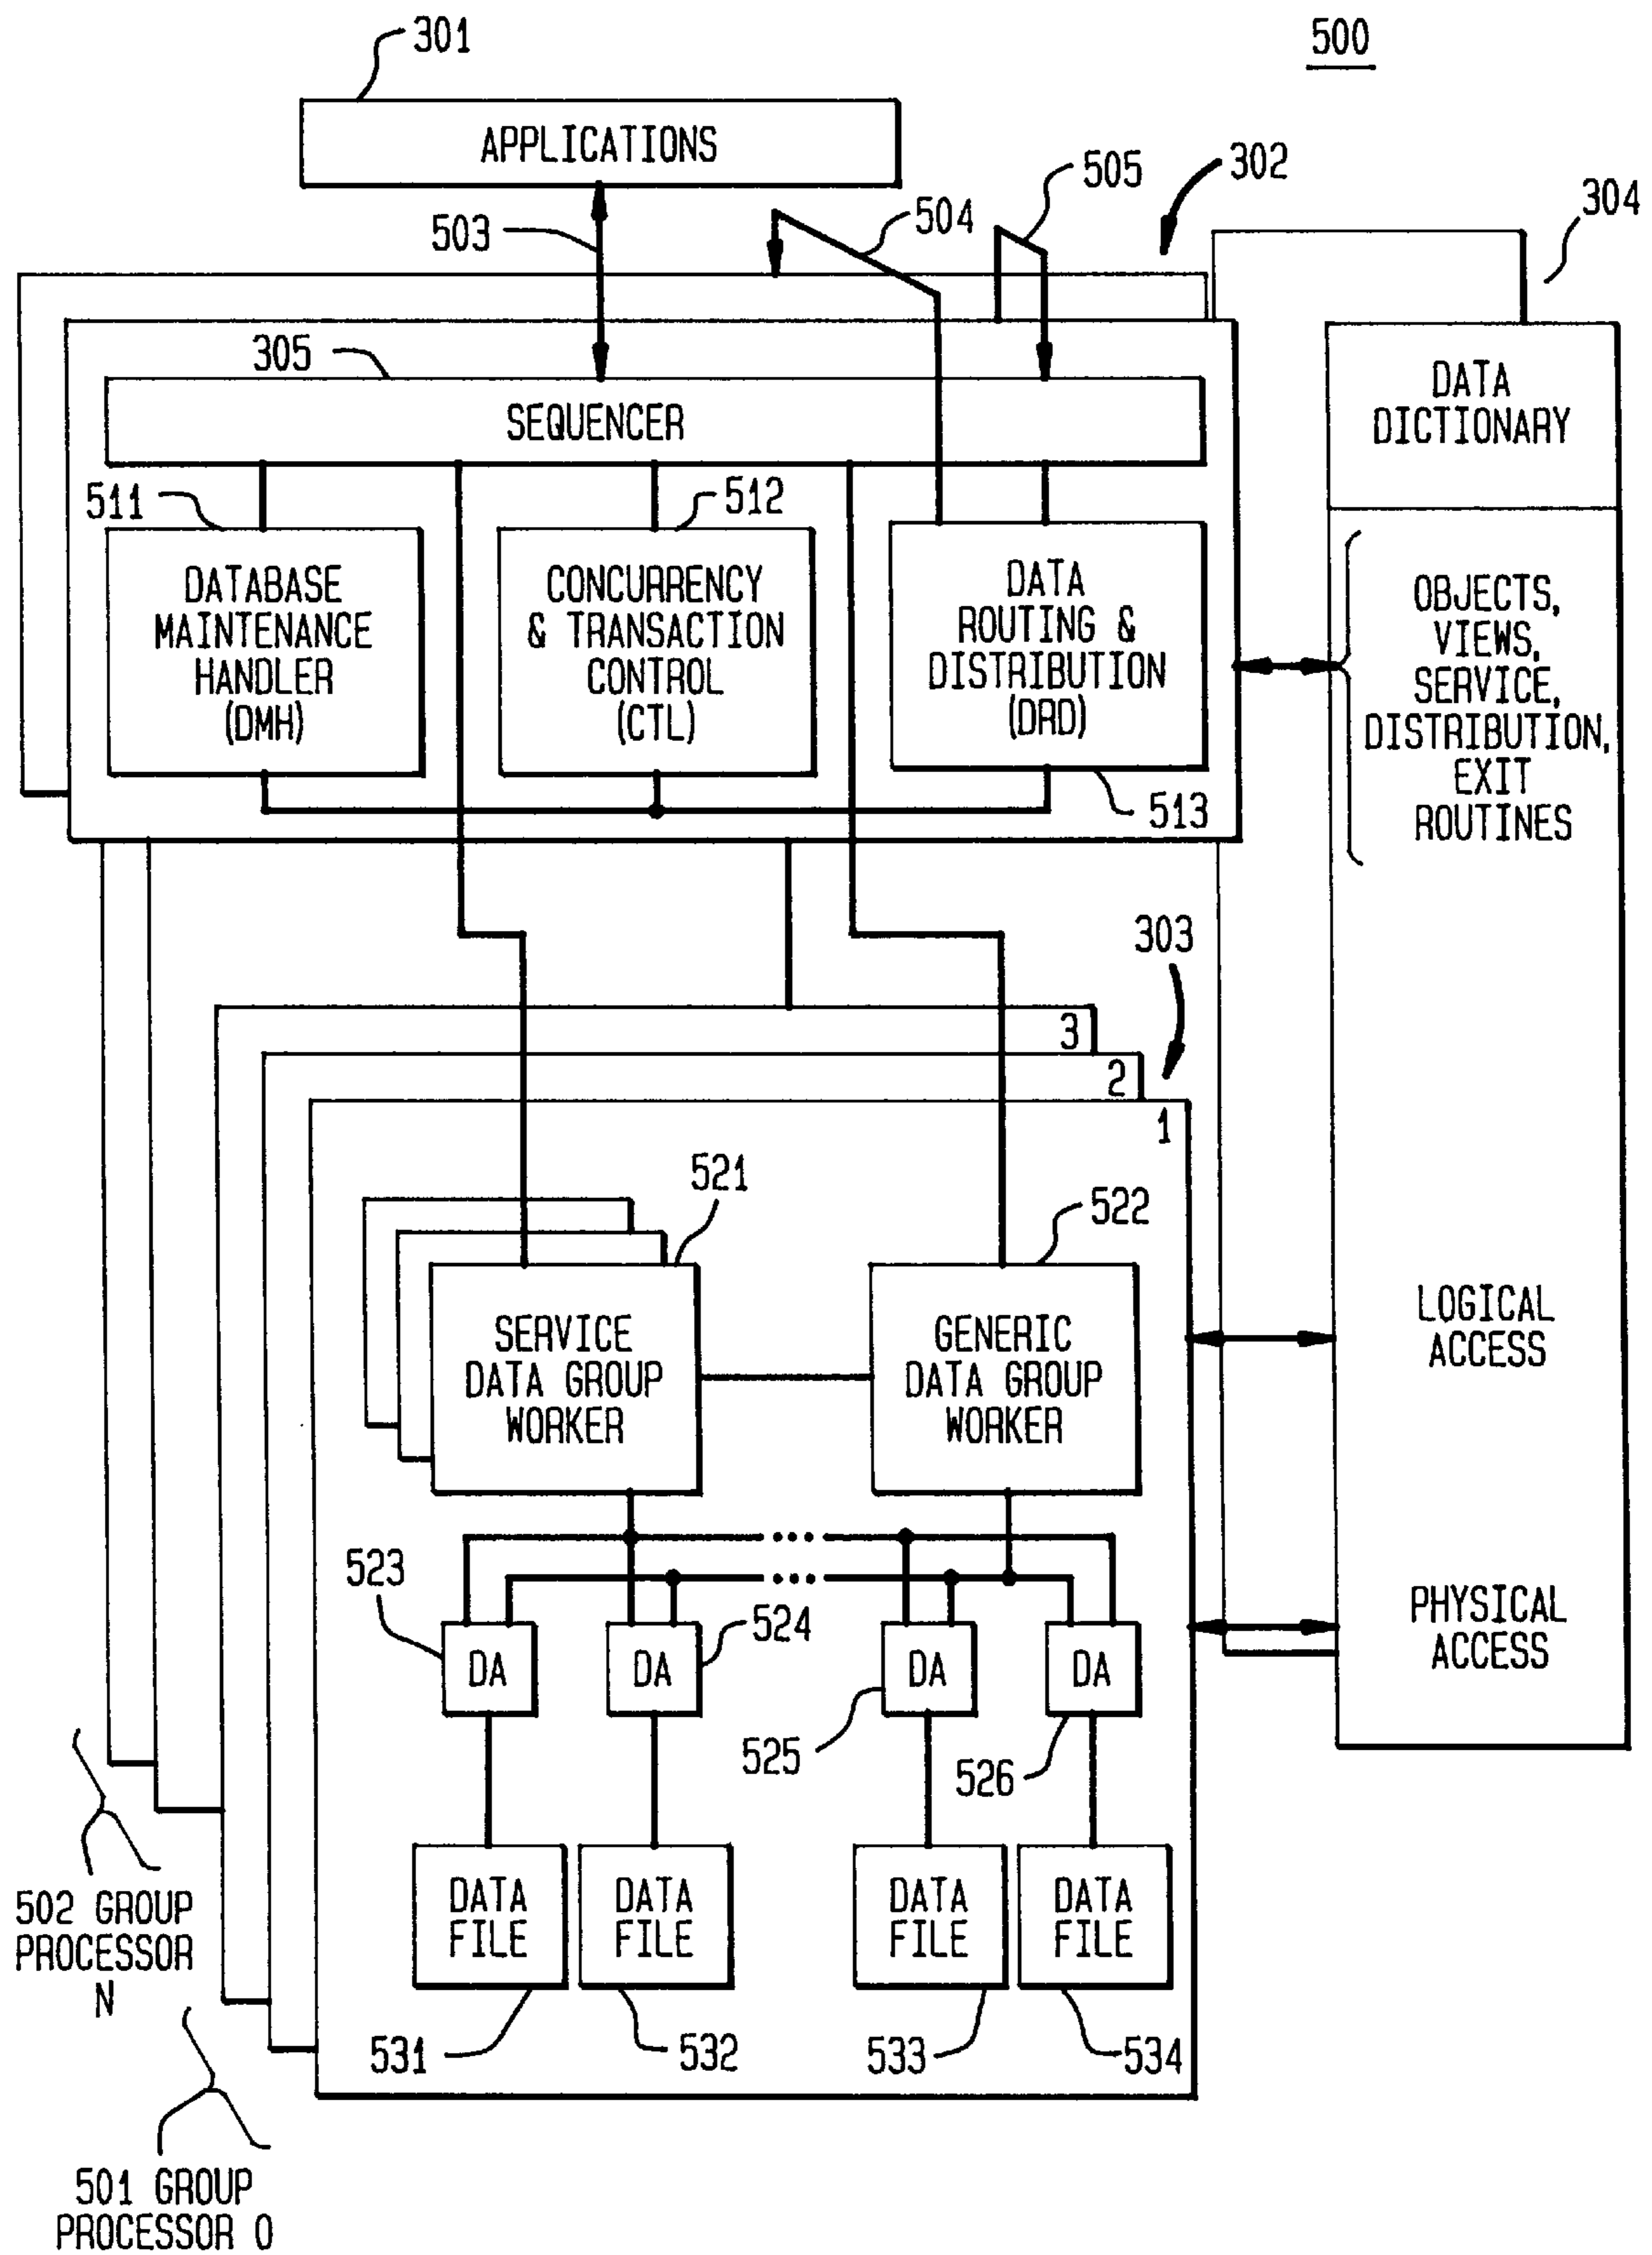 301
500
APPLICATIONS
302
505
304
504
503
305
SEQUENCER
DATA
DICTIONARY
511
512
DATABASE
MAINTENANCE
HANDLER
(DMH)
CONCURRENCY
& TRANSACTION
CONTROL
(CTL)
DATA
ROUTING &
DISTRIBUTION
(DRD)
513
OBJECTS,
VIEWS,
SERVICE,
DISTRIBUTION,
EXIT
ROUTINES
303
3
2
1
521
522
SERVICE
DATA GROUP
WORKER
GENERIC
DATA GROUP
WORKER
LOGICAL
ACCESS
523
524
DA
DA
DA
DA
525
526
PHYSICAL
ACCESS
DATA
FILE
DATA
FILE
DATA
FILE
DATA
FILE
531
532
533
534
502 GROUP
PROCESSOR
N
501 GROUP
PROCESSOR 0